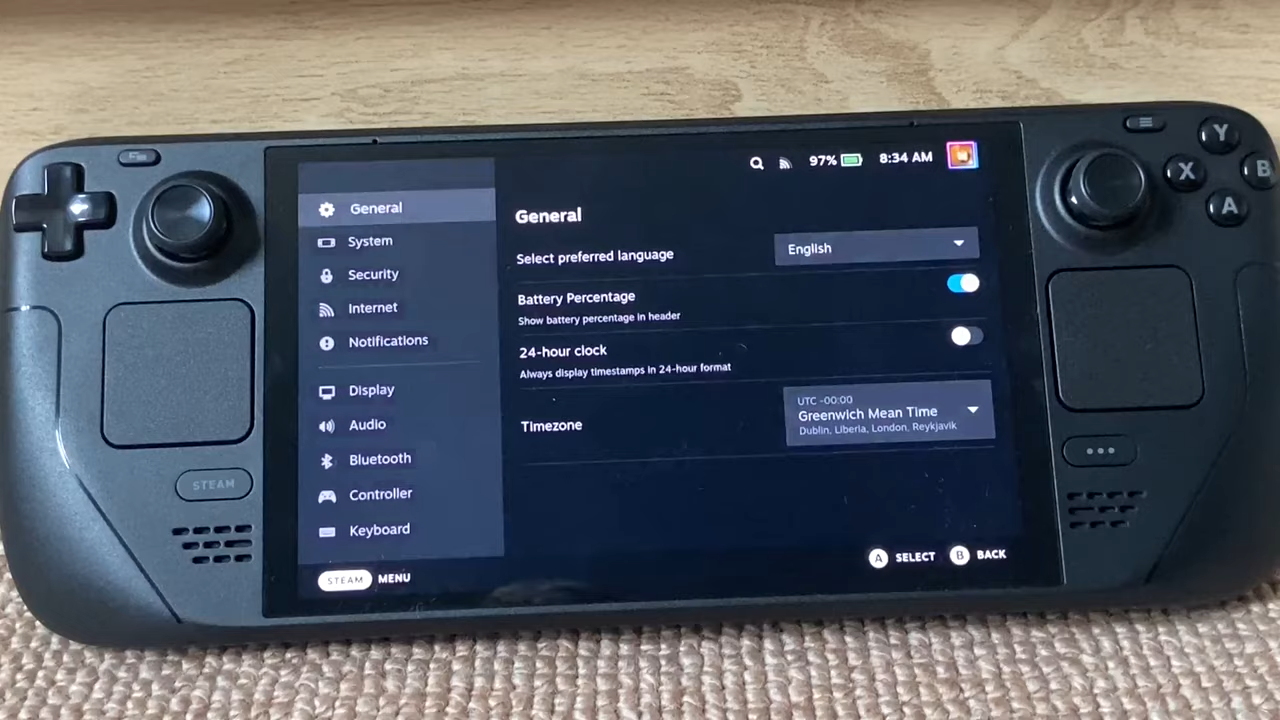 97% 8:34 AM
Y
X
B
A
General
System
Security
Internet
Notifications
Display
Audio
Bluetooth
Controller
Keyboard
General
Select preferred language
English
Battery Percentage
Show battery percentage in header
24-hour clock
Always display timestamps in 24-hour format
Timezone
UTC -00:00
Greenwich Mean Time
Dublin, Liberia, London, Reykjavik
STEAM
STEAM MENU
A SELECT B BACK